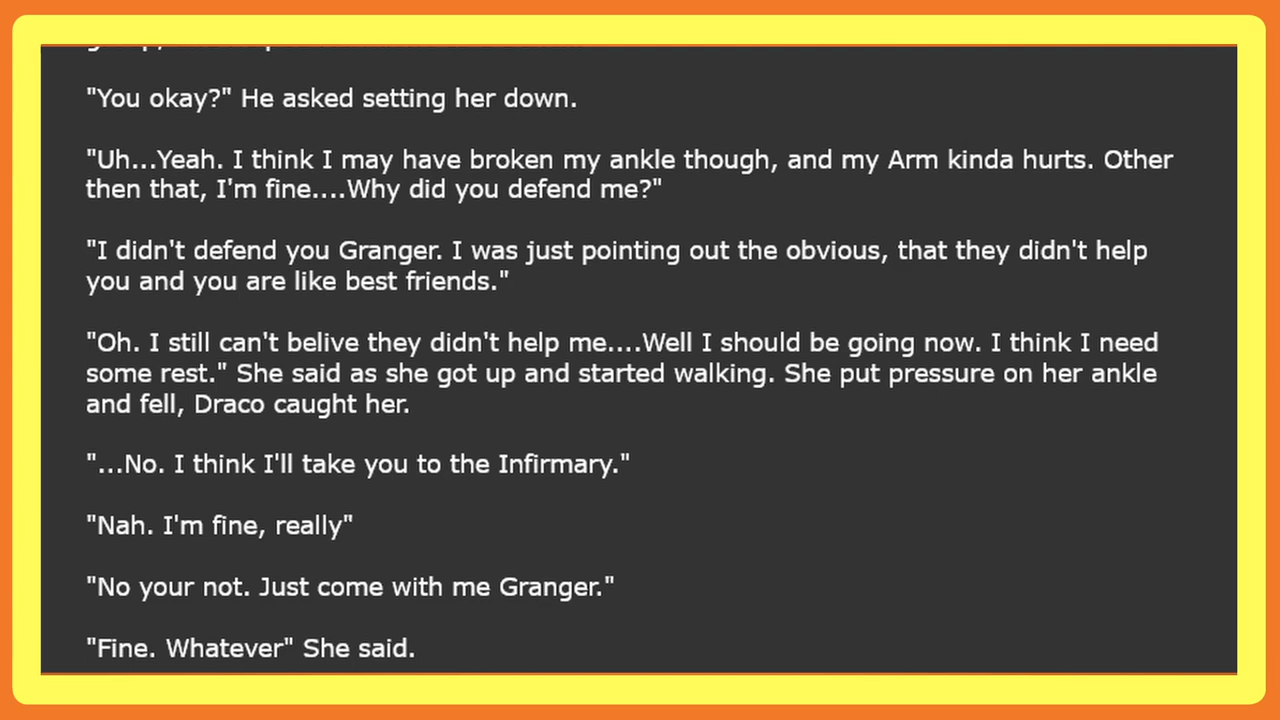 "You okay?" He asked setting her down.
"Uh...Yeah. I think I may have broken my ankle though, and my Arm kinda hurts. Other
then that, I'm fine....Why did you defend me?"
"I didn't defend you Granger. I was just pointing out the obvious, that they didn't help
you and you are like best friends."
"Oh. I still can't belive they didn't help me....Well I should be going now. I think I need
some rest." She said as she got up and started walking. She put pressure on her ankle
and fell, Draco caught her.
"...No. I think I'll take you to the Infirmary."
"Nah. I'm fine, really"
"No your not. Just come with me Granger."
"Fine. Whatever" She said.